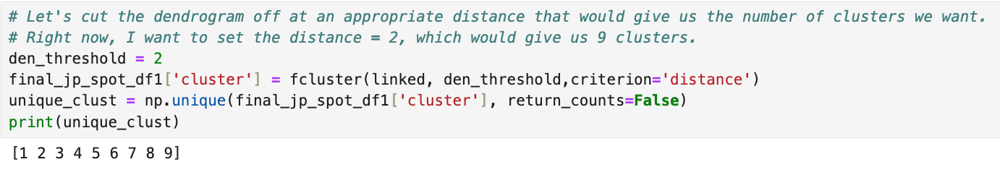 # Let's cut the dendrogram off at an appropriate distance that would give us the number of clusters we want.
# Right now, I want to set the distance = 2, which would give us 9 clusters.
den_threshold = 2
final_jp_spot_df1['cluster'] = fcluster(linked, den_threshold,criterion='distance')
unique_clust = np.unique(final_jp_spot_df1['cluster'], return_counts=False)
print(unique_clust)
[1 2 3 4 5 6 7 8 9]